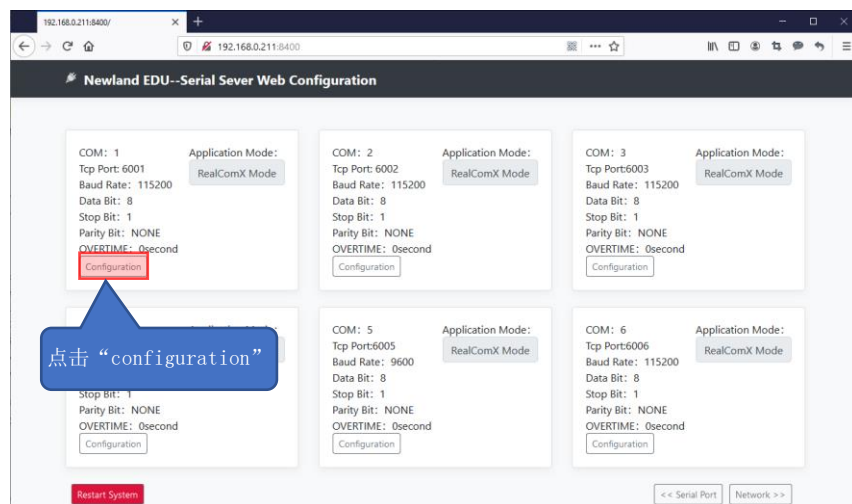 192.168.0.211:8400/
192.168.0.211:8400
Newland EDU--Serial Sever Web Configuration
COM: 1
Application Mode:
Tcp Port: 6001
RealComX Mode
Baud Rate: 115200
Data Bit: 8
Stop Bit: 1
Parity Bit: NONE
OVERTIME: 0second
Configuration
COM: 2
Application Mode:
Tcp Port: 6002
RealComX Mode
Baud Rate: 115200
Data Bit: 8
Stop Bit: 1
Parity Bit: NONE
OVERTIME: 0second
Configuration
COM: 3
Application Mode:
Tcp Port:6003
RealComX Mode
Baud Rate: 115200
Data Bit: 8
Stop Bit: 1
Parity Bit: NONE
OVERTIME: 0second
Configuration
点击“configuration”
Stop Bit: 1
Parity Bit: NONE
OVERTIME: 0second
Configuration
COM: 5
Application Mode:
Tcp Port:6005
RealComX Mode
Baud Rate: 9600
Data Bit: 8
Stop Bit: 1
Parity Bit: NONE
OVERTIME: 0second
Configuration
COM: 6
Application Mode:
Tcp Port:6006
RealComX Mode
Baud Rate: 115200
Data Bit: 8
Stop Bit: 1
Parity Bit: NONE
OVERTIME: 0second
Configuration
Restart System
<< Serial Port
Network >>